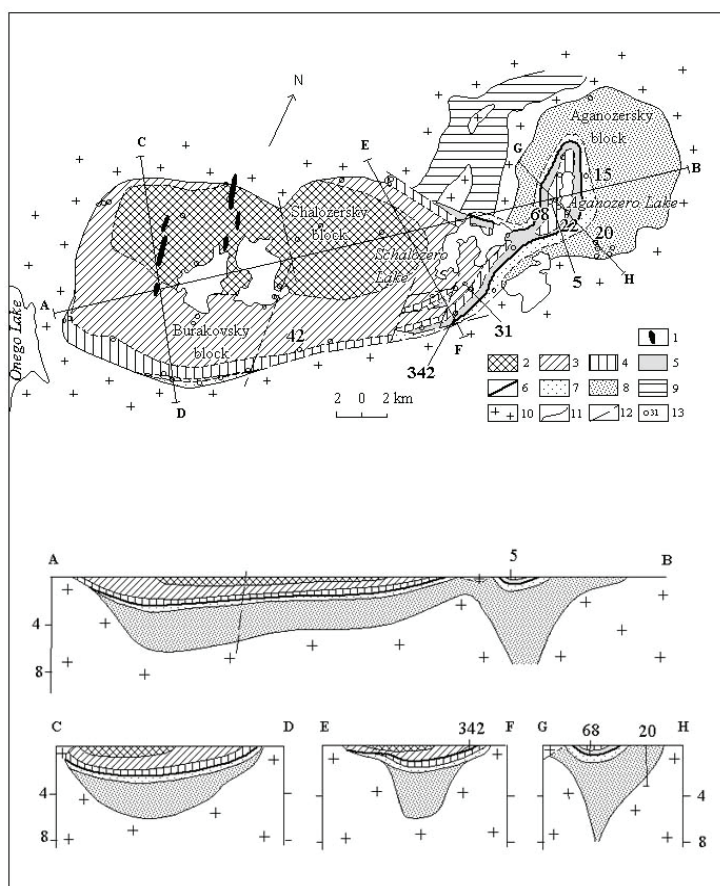 N
C
E
Aganozersky
block
G
B
15
Shalozersky
block
68
Aganozero Lake
22
20
Schalozero
Lake
H
5
A
31
Onego Lake
Burakovsky
block
42
F
342
1
2
3
4
5
D
6
7
8
9
2 0 2 km
10
11
12
31
13
A
5
B
4
8
C
D
E
342
F
G
68
20
H
4
4
8
8